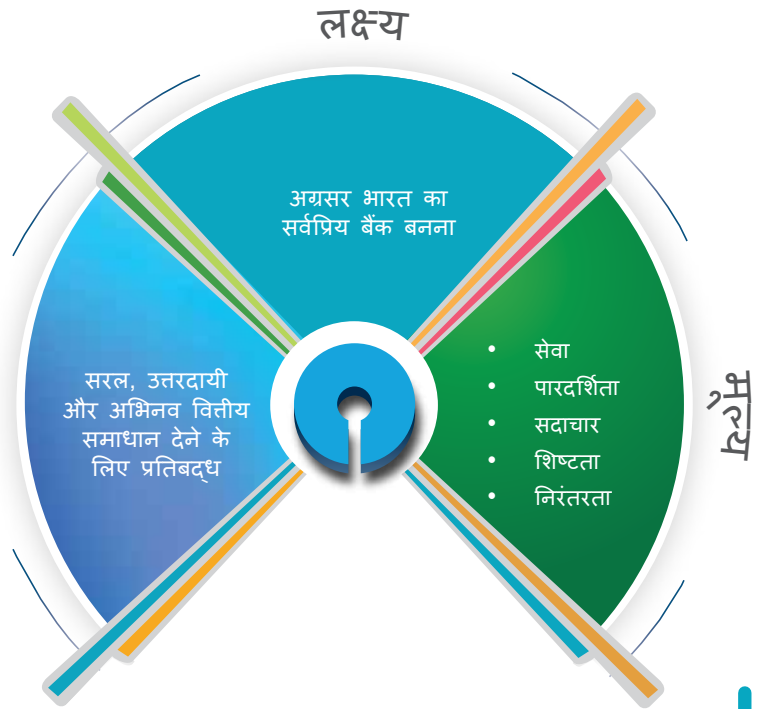 लक्ष्य
अग्रसर भारत का
सर्वप्रिय बैंक बनना
सरल, उत्तरदायी
और अभिनव वित्तीय
समाधान देने के
लिए प्रतिबद्ध
• सेवा
• पारदर्शिता
• सदाचार
• शिष्टता
• निरंतरता
मूल्य